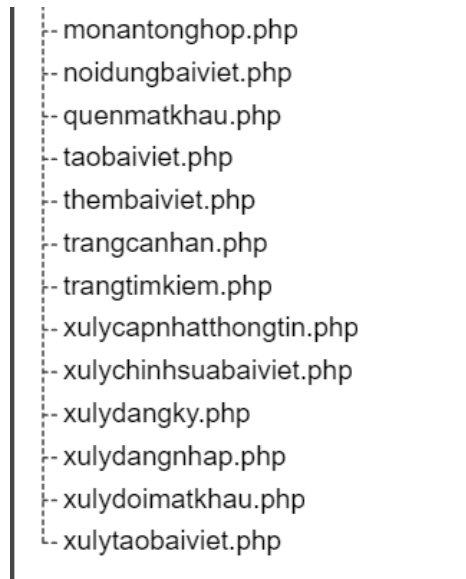 monantonghop.php
noidungbaiviet.php
quenmatkhau.php
taobaiviet.php
thembaiviet.php
trangcanhan.php
trangtimkiem.php
xulycapnhatthongtin.php
xulychinhsuabaiviet.php
xulydangky.php
xulydangnhap.php
xulydoimatkhau.php
xulytaobaiviet.php